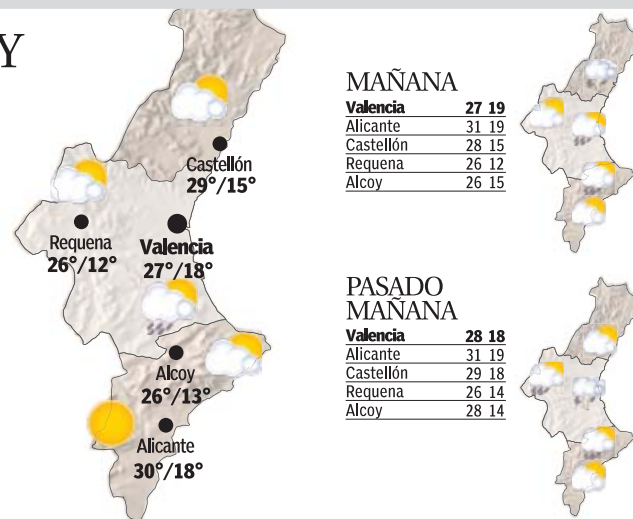 Y
Castellón
29°/15°
Requena
26°/12°
Valencia
27°/18°
Alcoy
26°/13°
Alicante
30°/18°
MAÑANA
Valencia 27 19
Alicante 31 19
Castellón 28 15
Requena 26 12
Alcoy 26 15
PASADO
MAÑANA
Valencia 28 18
Alicante 31 19
Castellón 29 18
Requena 26 14
Alcoy 28 14